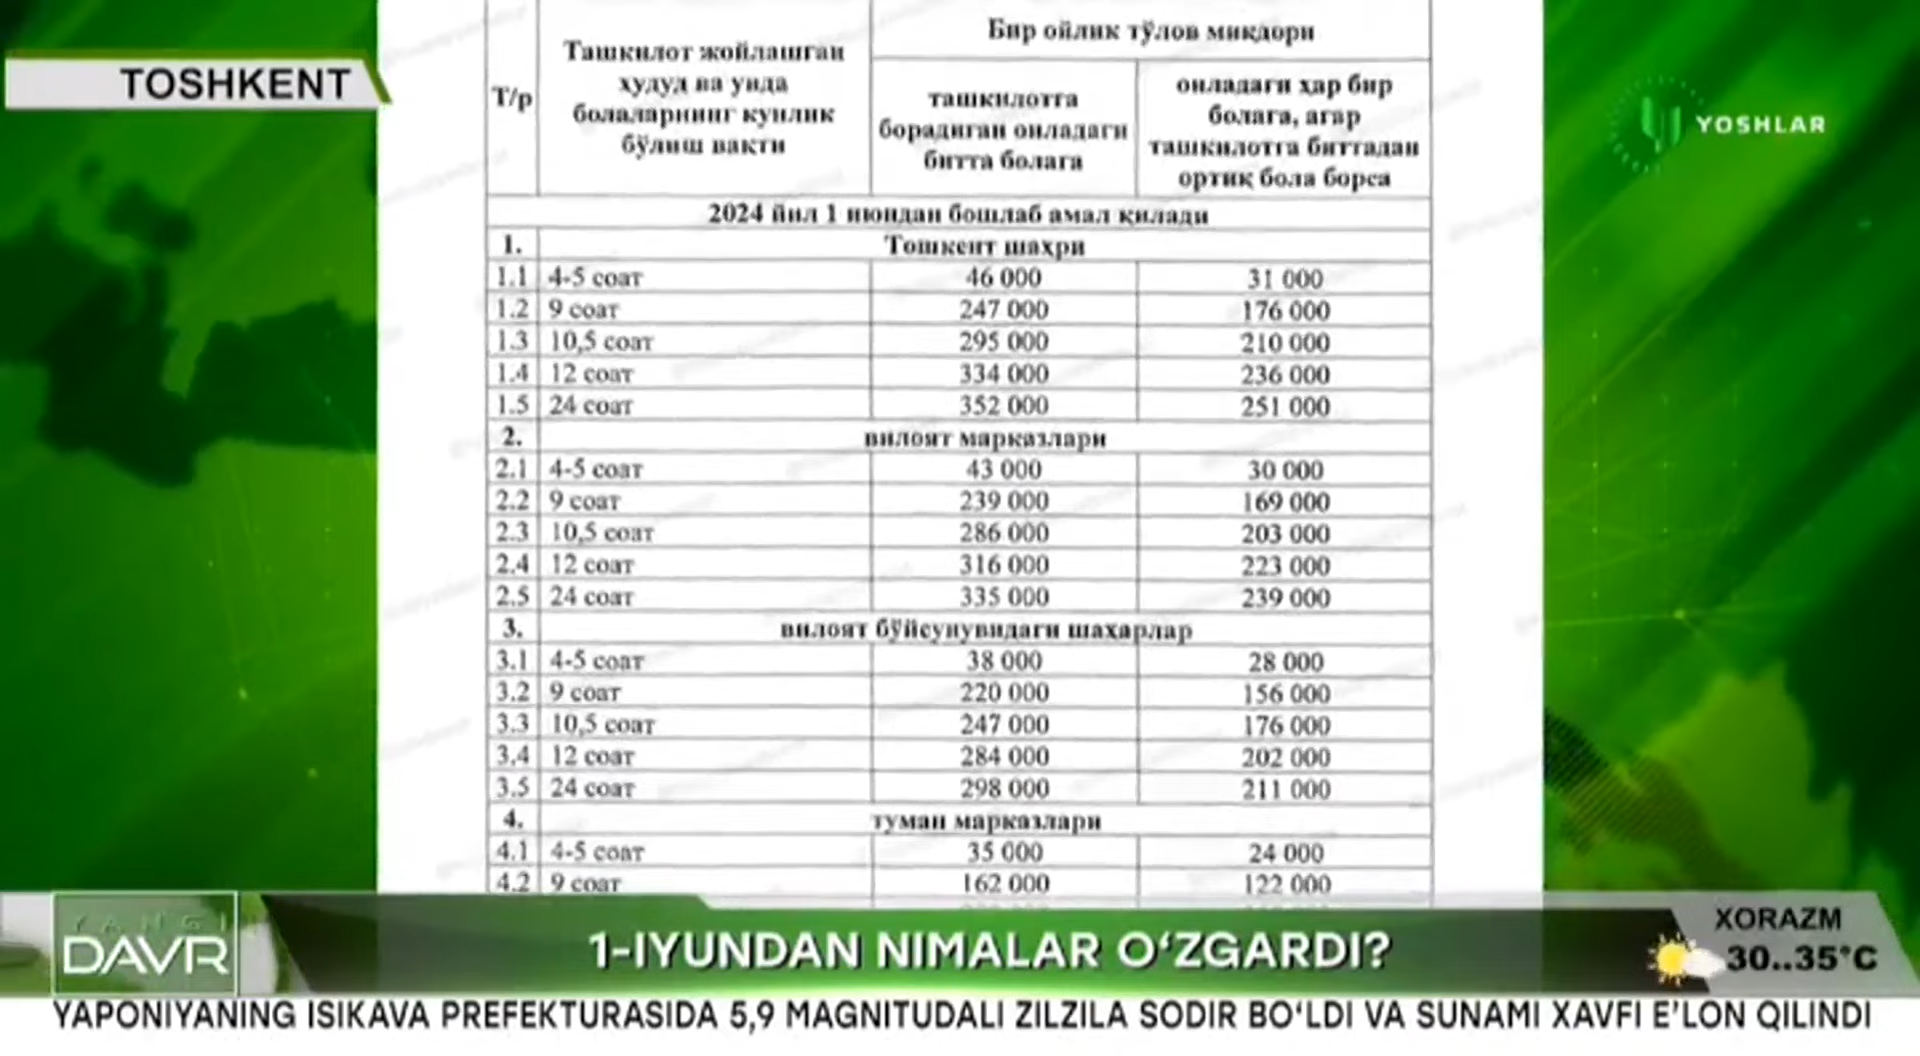 TOSHKENT
YOSHLAR
Т/р
Ташкилот жойлашган
ҳудуд ва унда
болаларнинг кунлик
бўлиш вақти
Бир ойлик тўлов миқдори
ташкилотга
борадиган оиладаги
битта болага
оиладаги ҳар бир
болага, агар
ташкилотга биттадан
ортиқ бола борса
2024 йил 1 июндан бошлаб амал қилади
1. Тошкент шаҳри
1.1 4-5 соат 46 000 31 000
1.2 9 соат 247 000 176 000
1.3 10,5 соат 295 000 210 000
1.4 12 соат 334 000 236 000
1.5 24 соат 352 000 251 000
2. вилоят марказлари
2.1 4-5 соат 43 000 30 000
2.2 9 соат 239 000 169 000
2.3 10,5 соат 286 000 203 000
2.4 12 соат 316 000 223 000
2.5 24 соат 335 000 239 000
3. вилоят бўйсунувидаги шаҳарлар
3.1 4-5 соат 38 000 28 000
3.2 9 соат 220 000 156 000
3.3 10,5 соат 247 000 176 000
3.4 12 соат 284 000 202 000
3.5 24 соат 298 000 211 000
4. туман марказлари
4.1 4-5 соат 35 000 24 000
4.2 9 соат 162 000 122 000
YANGI
DAVR
1-IYUNDAN NIMALAR O‘ZGARDI?
XORAZM
30..35°C
YAPONIYANING ISIKAVA PREFEKTURASIDA 5,9 MAGNITUDALI ZILZILA SODIR BO‘LDI VA SUNAMI XAVFI E’LON QILINDI